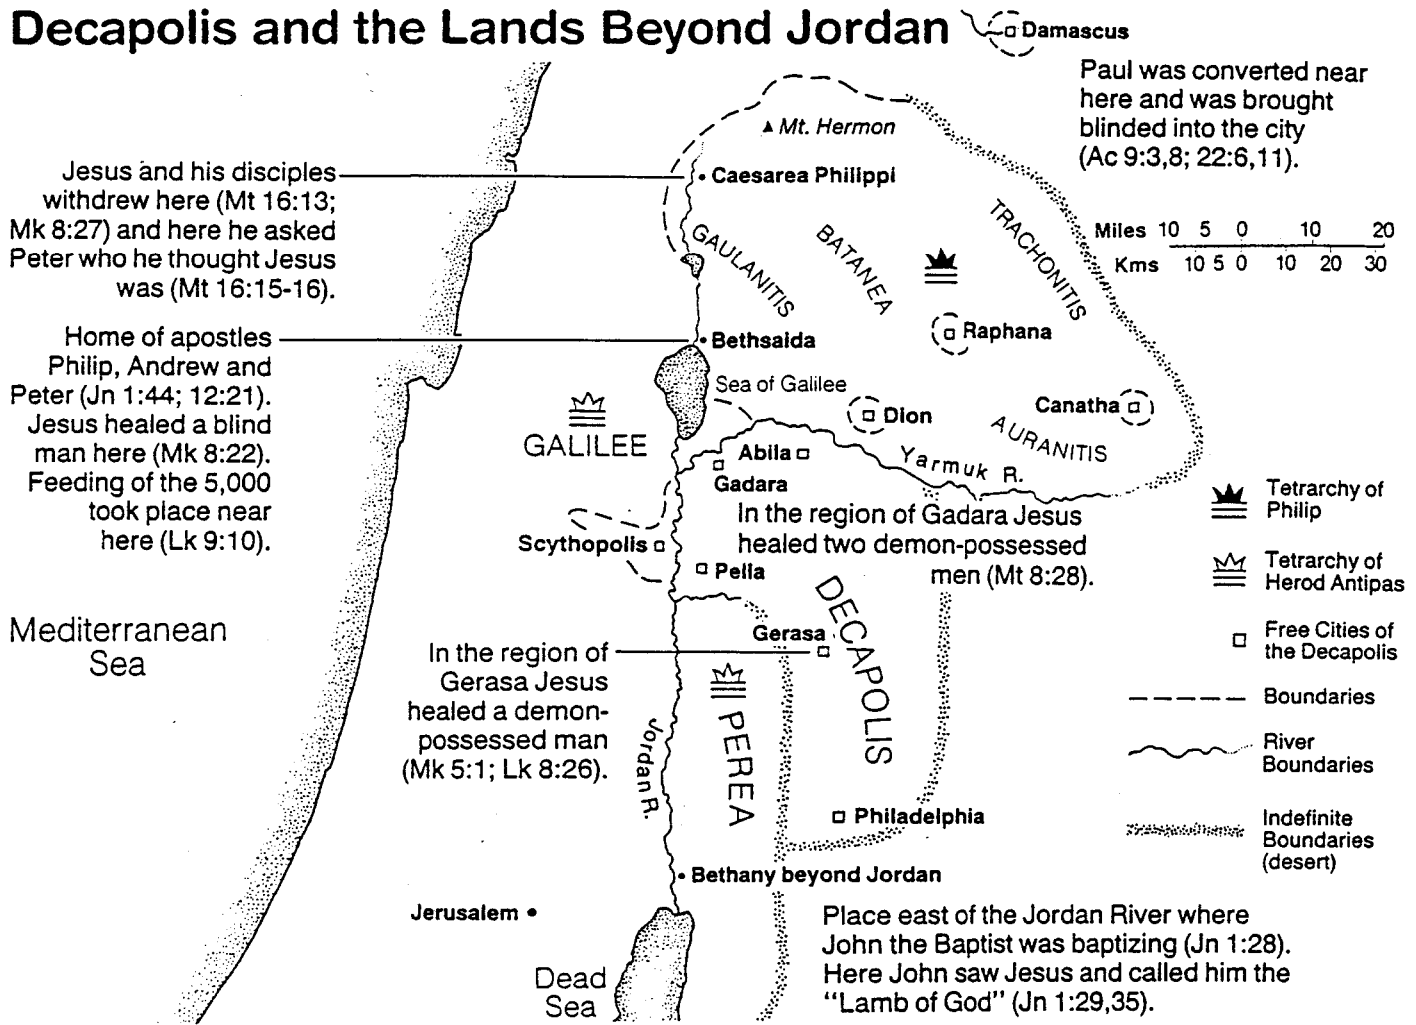 Decapolis and the Lands Beyond Jordan
Damascus
Paul was converted near
here and was brought
blinded into the city
(Ac 9:3,8; 22:6,11).
Mt. Hermon
Jesus and his disciples
withdrew here (Mt 16:13;
Mk 8:27) and here he asked
Peter who he thought Jesus
was (Mt 16:15-16).
Caesarea Philippi
GAULANITIS
BATANEA
TRACHONITIS
Miles 10 5 0 10 20
Kms 10 5 0 10 20 30
Home of apostles
Philip, Andrew and
Peter (Jn 1:44; 12:21).
Jesus healed a blind
man here (Mk 8:22).
Feeding of the 5,000
took place near
here (Lk 9:10).
Bethsaida
Raphana
Sea of Galilee
Dion
Canatha
AURANITIS
GALILEE
Abila
Gadara
Yarmuk R.
In the region of Gadara Jesus
healed two demon-possessed
men (Mt 8:28).
Scythopolis
Pella
DECAPOLIS
Mediterranean
Sea
Gerasa
In the region of
Gerasa Jesus
healed a demon-
possessed man
(Mk 5:1; Lk 8:26).
Jordan R.
PEREA
Philadelphia
Bethany beyond Jordan
Jerusalem
Dead
Sea
Place east of the Jordan River where
John the Baptist was baptizing (Jn 1:28).
Here John saw Jesus and called him the
“Lamb of God” (Jn 1:29,35).
Tetrarchy of
Philip
Tetrarchy of
Herod Antipas
Free Cities of
the Decapolis
Boundaries
River
Boundaries
Indefinite
Boundaries
(desert)